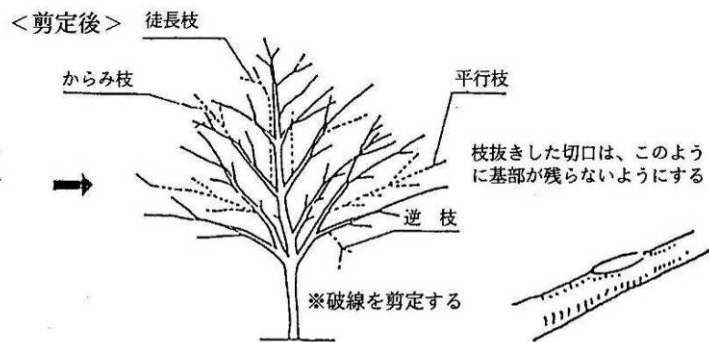 ＜剪定後＞
徒長枝
からみ枝
平行枝
枝抜きした切口は、このよう
に基部が残らないようにする
逆 枝
※破線を剪定する